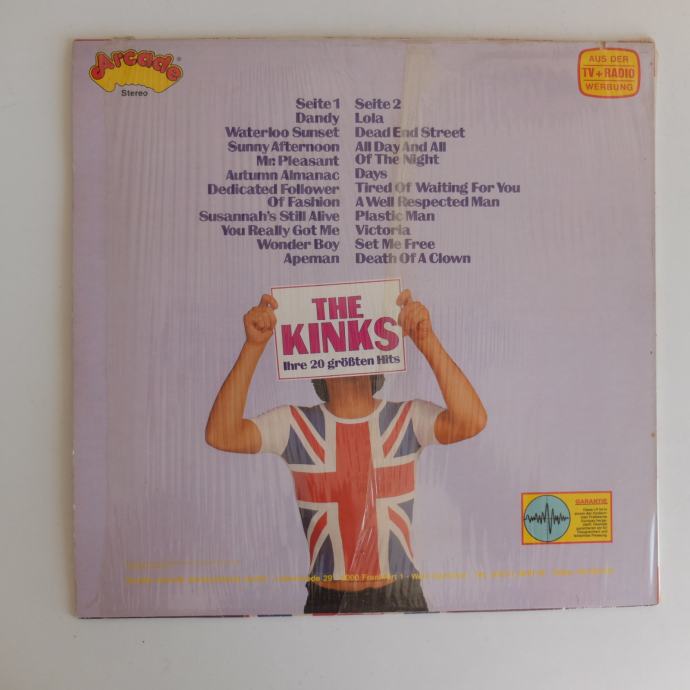 Arcade
Stereo
AUS DER
TV+RADIO
WERBUNG
Seite 1
Dandy
Waterloo Sunset
Sunny Afternoon
Mr. Pleasant
Autumn Almanac
Dedicated Follower
Of Fashion
Susannah's Still Alive
You Really Got Me
Wonder Boy
Apeman
Seite 2
Lola
Dead End Street
All Day And All
Of The Night
Days
Tired Of Waiting For You
A Well Respected Man
Plastic Man
Victoria
Set Me Free
Death Of A Clown
THE
KINKS
Ihre 20 größten Hits
GARANTIE